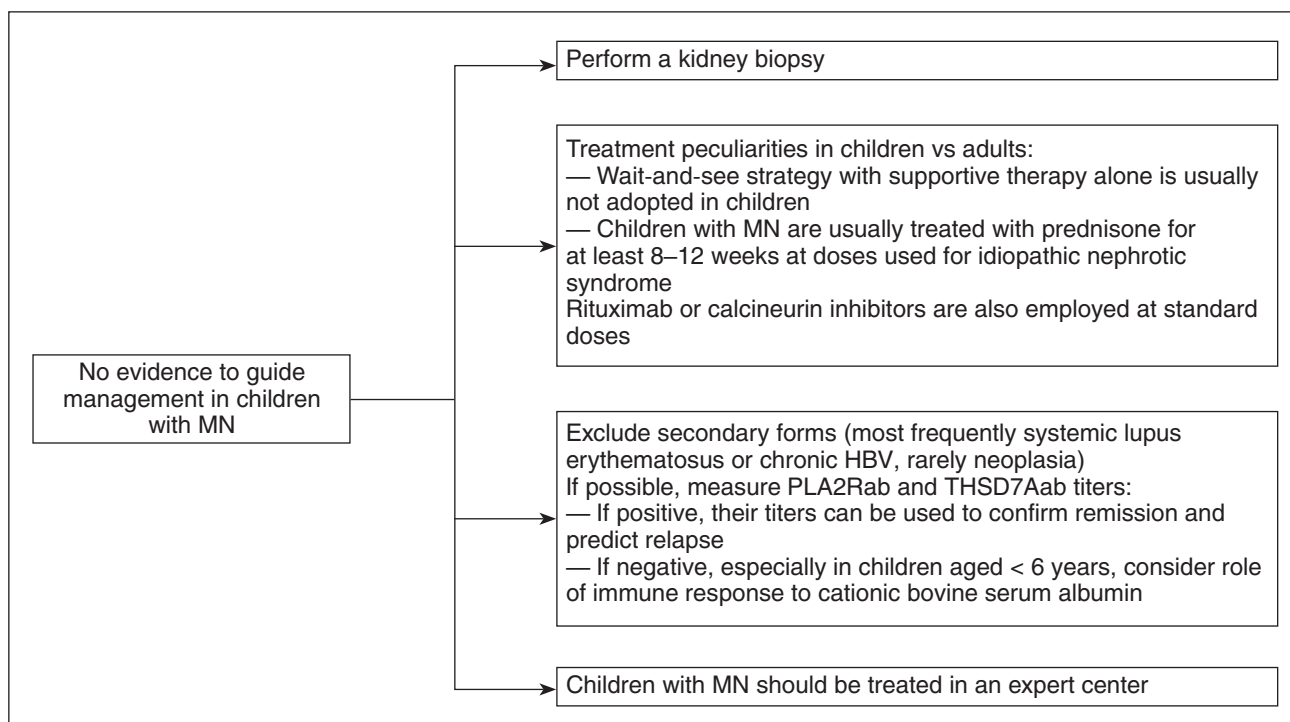 Perform a kidney biopsy
Treatment peculiarities in children vs adults:
— Wait-and-see strategy with supportive therapy alone is usually
not adopted in children
— Children with MN are usually treated with prednisone for
at least 8–12 weeks at doses used for idiopathic nephrotic
syndrome
Rituximab or calcineurin inhibitors are also employed at standard
doses
No evidence to guide
management in children
with MN
Exclude secondary forms (most frequently systemic lupus
erythematosus or chronic HBV, rarely neoplasia)
If possible, measure PLA2Rab and THSD7Aab titers:
— If positive, their titers can be used to confirm remission and
predict relapse
— If negative, especially in children aged < 6 years, consider role
of immune response to cationic bovine serum albumin
Children with MN should be treated in an expert center